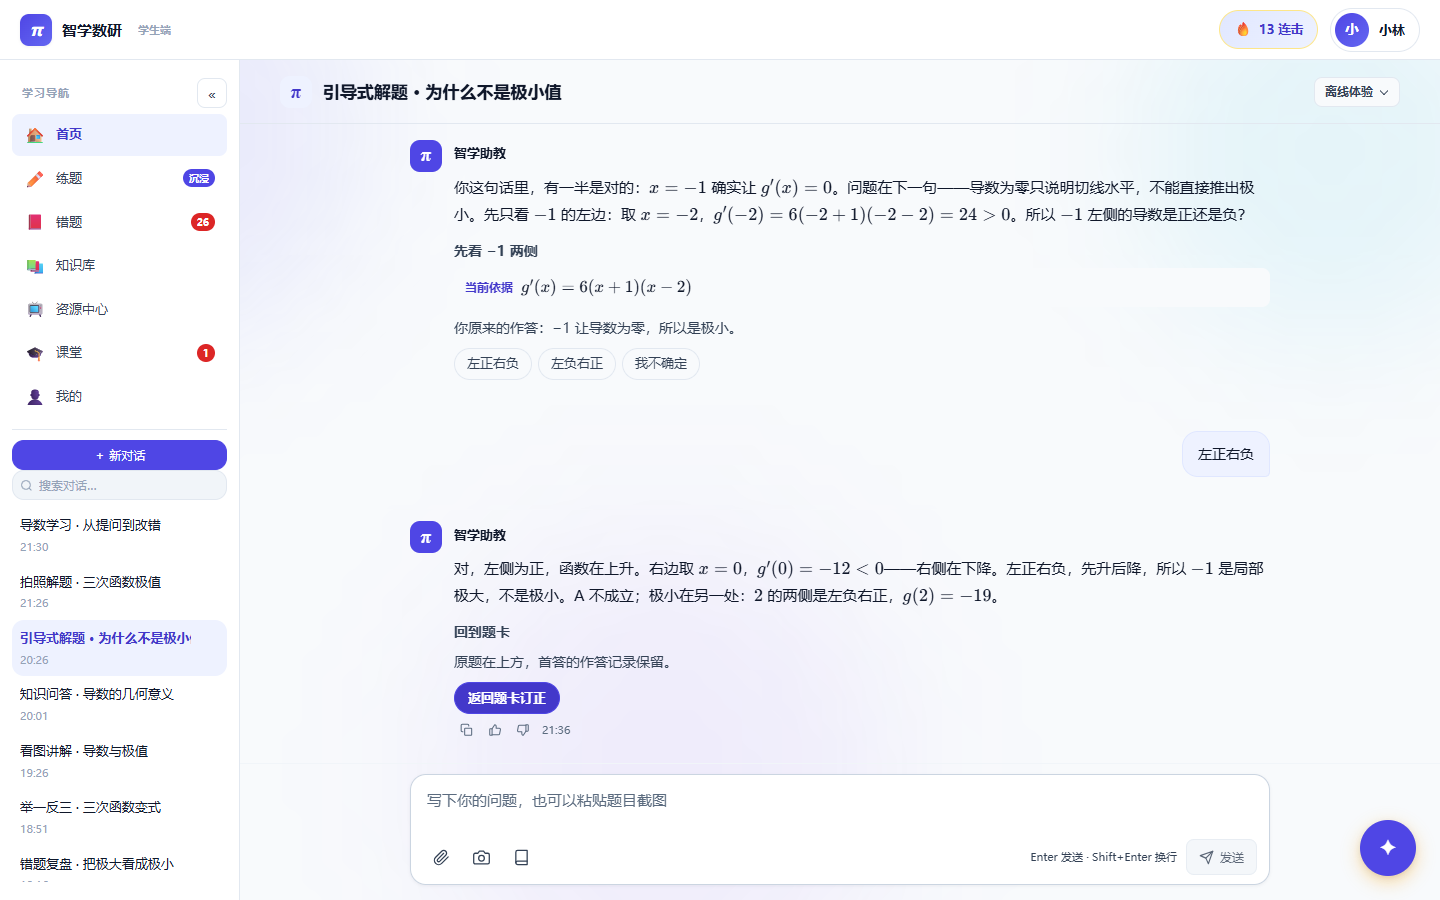 π 智学数研 学生端
13 连击
小 小林
学习导航 «
首页
练题 沉浸
错题 26
知识库
资源中心
课堂 1
我的
+ 新对话
搜索对话...
导数学习 · 从提问到改错
21:30
拍照解题 · 三次函数极值
21:26
引导式解题 • 为什么不是极小
20:26
知识问答 · 导数的几何意义
20:01
看图讲解 · 导数与极值
19:26
举一反三 · 三次函数变式
18:51
错题复盘 · 把极大看成极小
π 引导式解题 • 为什么不是极小值
离线体验
π 智学助教
你这句话里，有一半是对的：x = −1 确实让 g′(x) = 0。问题在下一句——导数为零只说明切线水平，不能直接推出极
小。先只看 −1 的左边：取 x = −2，g′(−2) = 6(−2 + 1)(−2 − 2) = 24 > 0。所以 −1 左侧的导数是正还是负？
先看 −1 两侧
当前依据 g′(x) = 6(x + 1)(x − 2)
你原来的作答：−1 让导数为零，所以是极小。
左正右负 左负右正 我不确定
左正右负
π 智学助教
对，左侧为正，函数在上升。右边取 x = 0，g′(0) = −12 < 0——右侧在下降。左正右负，先升后降，所以 −1 是局部
极大，不是极小。A 不成立；极小在另一处：2 的两侧是左负右正，g(2) = −19。
回到题卡
原题在上方，首答的作答记录保留。
返回题卡订正
21:36
写下你的问题，也可以粘贴题目截图
Enter 发送 · Shift+Enter 换行 发送